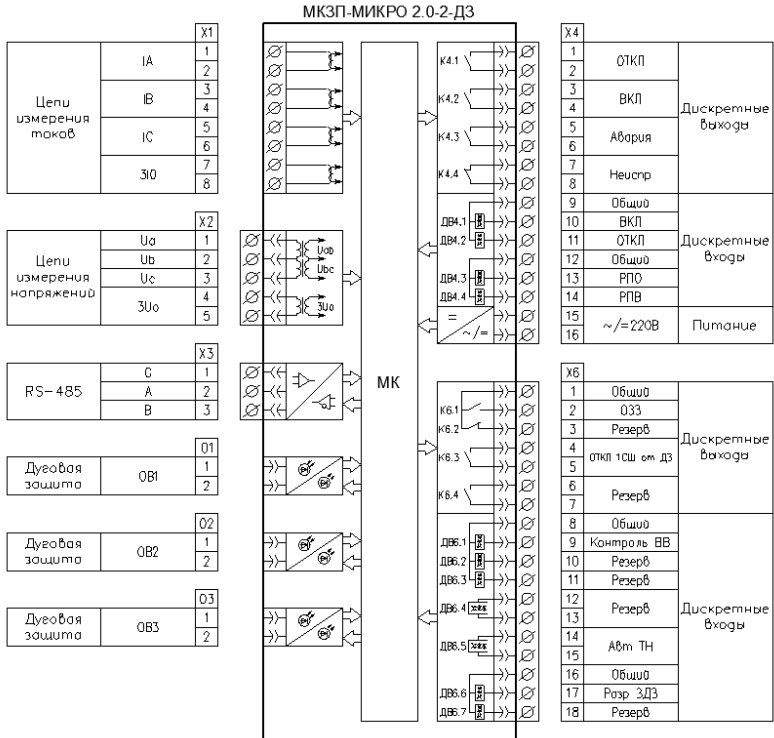 МКЗП-МИКРО 2.0-2-ДЗ
X1
Цепи
измерения
токов
IA
1
2
IB
3
4
IC
5
6
3I0
7
8
X2
Цепи
измерения
напряжений
Ua
1
Ub
2
Uc
3
3Uo
4
5
Uab
Ubc
3Uo
X3
RS-485
C
1
A
2
B
3
O1
Дуговая
защита
ОВ1
1
2
O2
Дуговая
защита
ОВ2
1
2
O3
Дуговая
защита
ОВ3
1
2
МК
K4.1
K4.2
K4.3
K4.4
ДВ4.1
ДВ4.2
ДВ4.3
ДВ4.4
=
~/=
K6.1
K6.2
K6.3
K6.4
ДВ6.1
ДВ6.2
ДВ6.3
ДВ6.4
ДВ6.5
ДВ6.6
ДВ6.7
X4
1
2
ОТКЛ
3
4
ВКЛ
5
6
Авария
7
8
Неиспр
Дискретные
выходы
9
Общий
10
ВКЛ
11
ОТКЛ
12
Общий
13
РПО
14
РПВ
Дискретные
входы
15
16
~/=220В
Питание
X6
1
Общий
2
ОЗЗ
3
Резерв
4
5
ОТКЛ 1СШ от ДЗ
6
7
Резерв
Дискретные
выходы
8
Общий
9
Контроль ВВ
10
Резерв
11
Резерв
12
13
Резерв
14
15
Авт ТН
16
Общий
17
Разр ЗДЗ
18
Резерв
Дискретные
входы